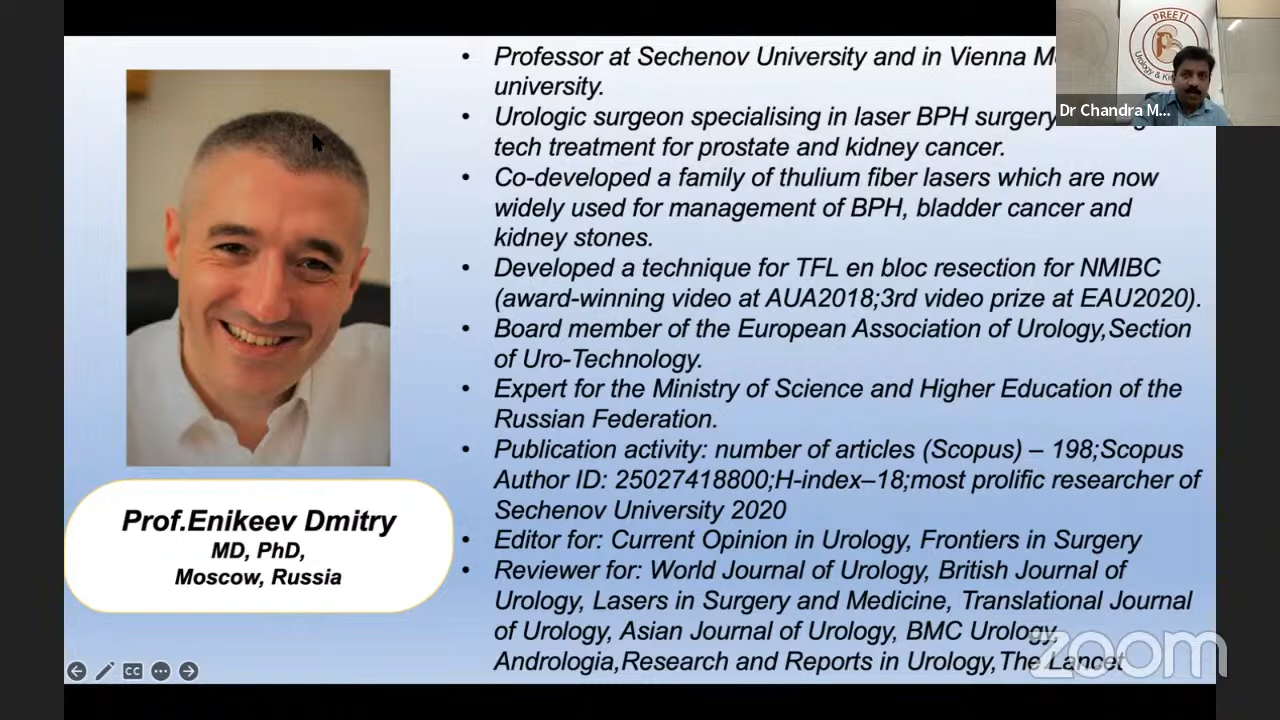 Professor at Sechenov University and in Vienna
university.
Urologic surgeon specialising in laser BPH surgery
tech treatment for prostate and kidney cancer.
Co-developed a family of thulium fiber lasers which are now
widely used for management of BPH, bladder cancer and
kidney stones.
Developed a technique for TFL en bloc resection for NMIBC
(award-winning video at AUA2018;3rd video prize at EAU2020).
Board member of the European Association of Urology,Section
of Uro-Technology.
Expert for the Ministry of Science and Higher Education of the
Russian Federation.
Publication activity: number of articles (Scopus) – 198;Scopus
Author ID: 25027418800;H-index–18;most prolific researcher of
Sechenov University 2020
Editor for: Current Opinion in Urology, Frontiers in Surgery
Reviewer for: World Journal of Urology, British Journal of
Urology, Lasers in Surgery and Medicine, Translational Journal
of Urology, Asian Journal of Urology, BMC Urology,
Andrologia,Research and Reports in Urology,The Lancet
Prof.Enikeev Dmitry
MD, PhD,
Moscow, Russia
PREETI
Urology & Ki
Dr Chandra M...
CC
zoom